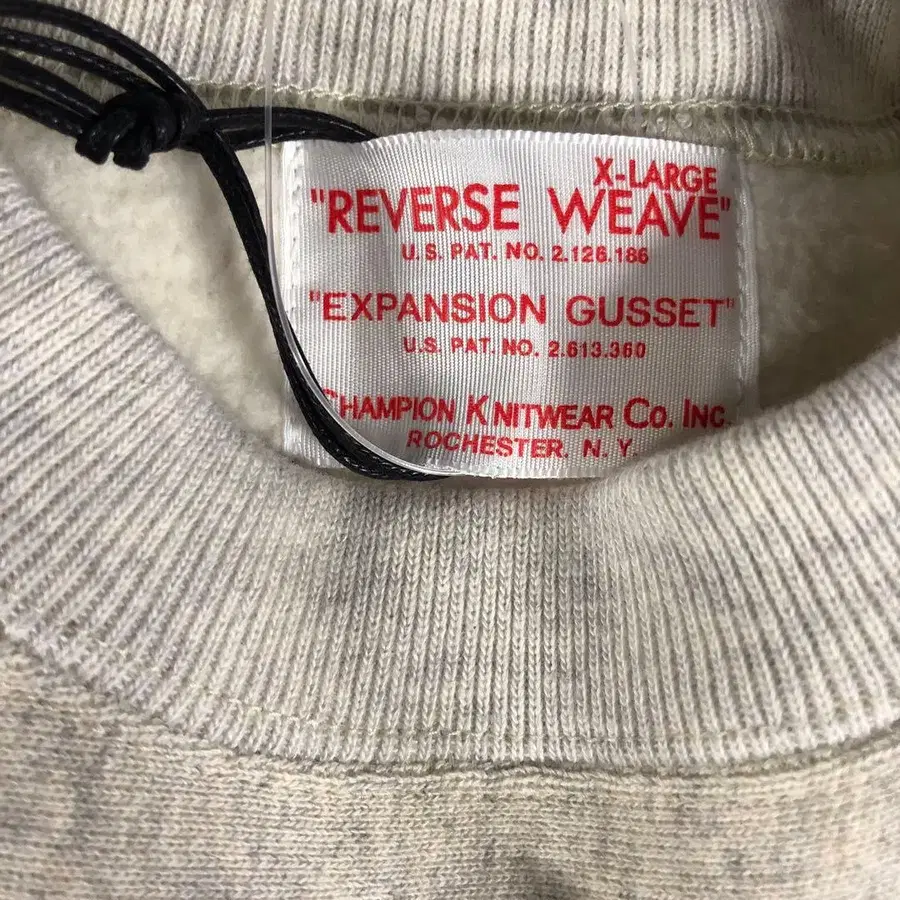 X-LARGE
"REVERSE WEAVE"
U.S. PAT. NO. 2.126.186
"EXPANSION GUSSET"
U.S. PAT. NO. 2.613.360
CHAMPION KNITWEAR CO. INC.
ROCHESTER. N. Y.